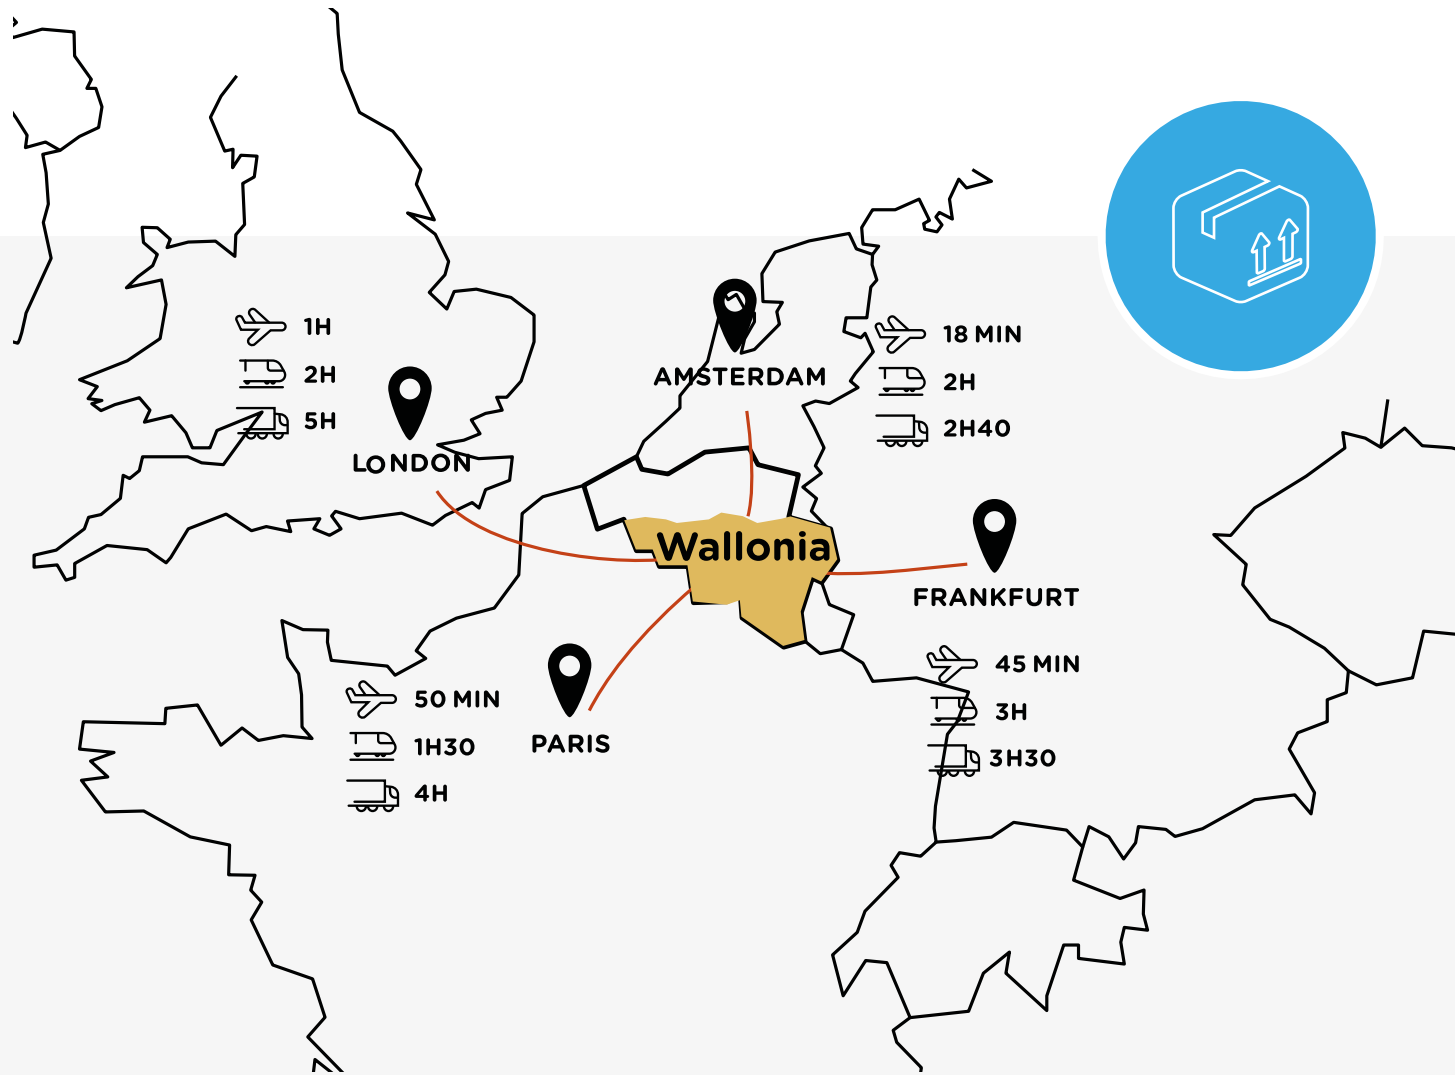 1H
2H
5H
LONDON
AMSTERDAM
18 MIN
2H
2H40
Wallonia
FRANKFURT
45 MIN
3H
3H30
50 MIN
1H30
4H
PARIS